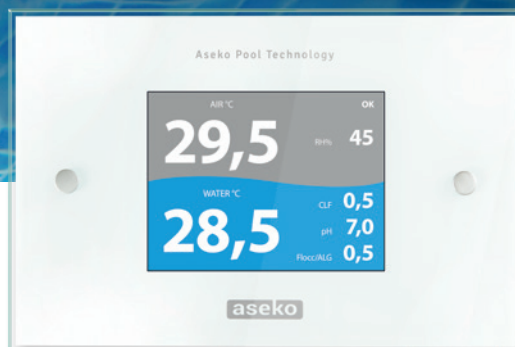 Aseko Pool Technology
AIR °C
OK
29,5
RH%
45
WATER °C
28,5
CLF 0,5
pH 7,0
Flocc/ALG 0,5
aseko